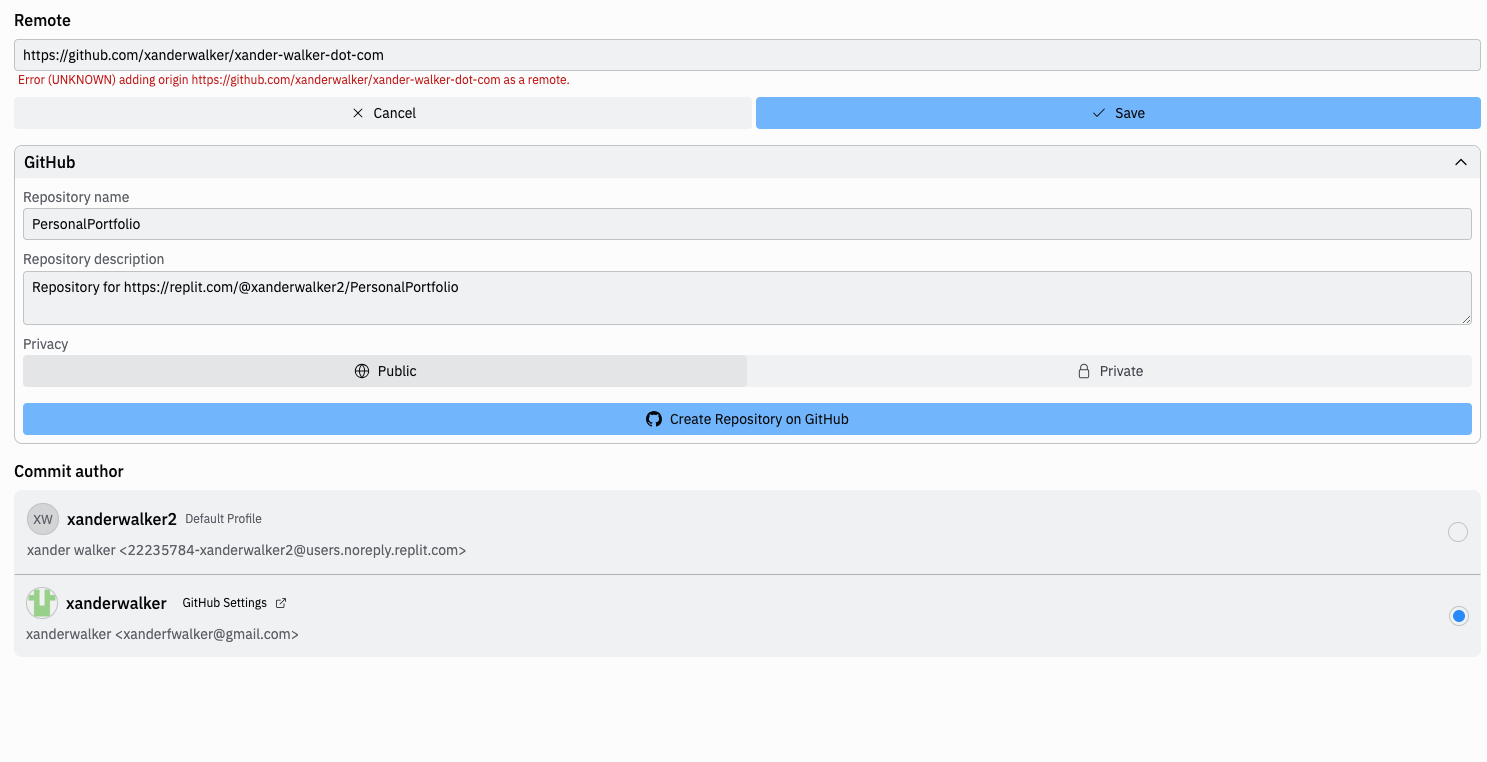 Remote
https://github.com/xanderwalker/xander-walker-dot-com
Error (UNKNOWN) adding origin https://github.com/xanderwalker/xander-walker-dot-com as a remote.
Cancel
Save
GitHub
Repository name
PersonalPortfolio
Repository description
Repository for https://replit.com/@xanderwalker2/PersonalPortfolio
Privacy
Public
Private
Create Repository on GitHub
Commit author
XW xanderwalker2 Default Profile
xander walker <22235784-xanderwalker2@users.noreply.replit.com>
xanderwalker GitHub Settings
xanderwalker <xanderfwalker@gmail.com>